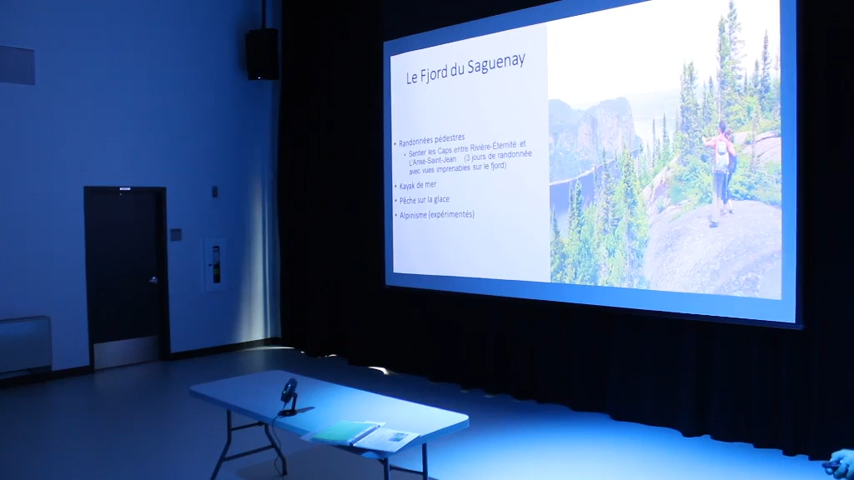 Le Fjord du Saguenay
• Randonnées pédestres
• Sentier les Caps entre Rivière-Éternité et
L'Anse-Saint-Jean (3 jours de randonnée
avec vues imprenables sur le fjord)
• Kayak de mer
• Pêche sur la glace
• Alpinisme (expérimentés)